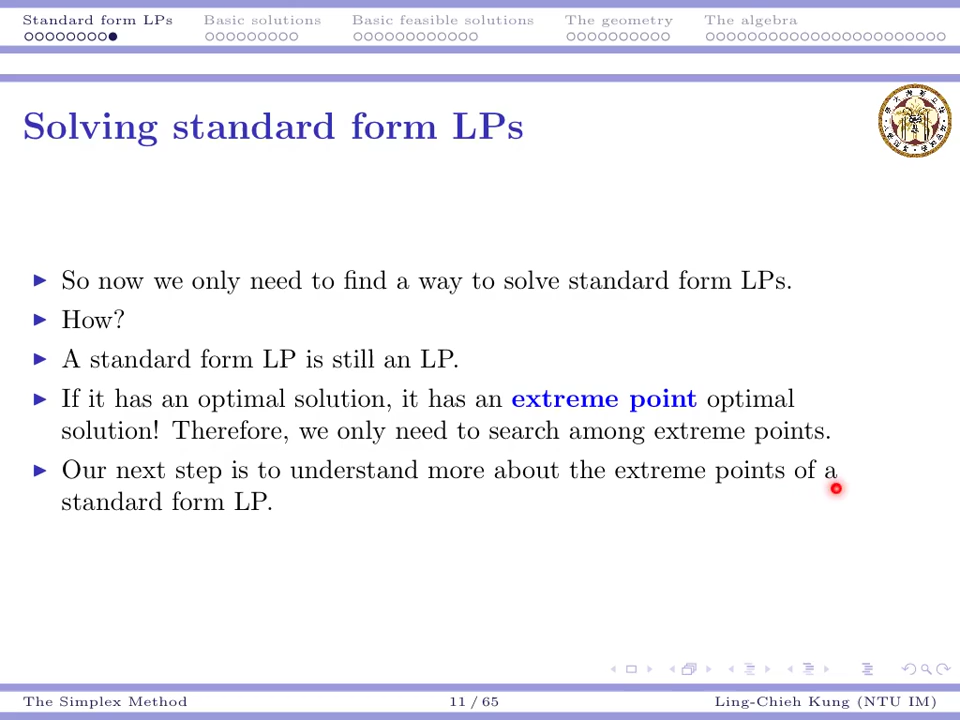 Standard form LPs Basic solutions Basic feasible solutions The geometry The algebra
Solving standard form LPs
So now we only need to find a way to solve standard form LPs.
How?
A standard form LP is still an LP.
If it has an optimal solution, it has an extreme point optimal
solution! Therefore, we only need to search among extreme points.
Our next step is to understand more about the extreme points of a
standard form LP.
The Simplex Method 11 / 65 Ling-Chieh Kung (NTU IM)